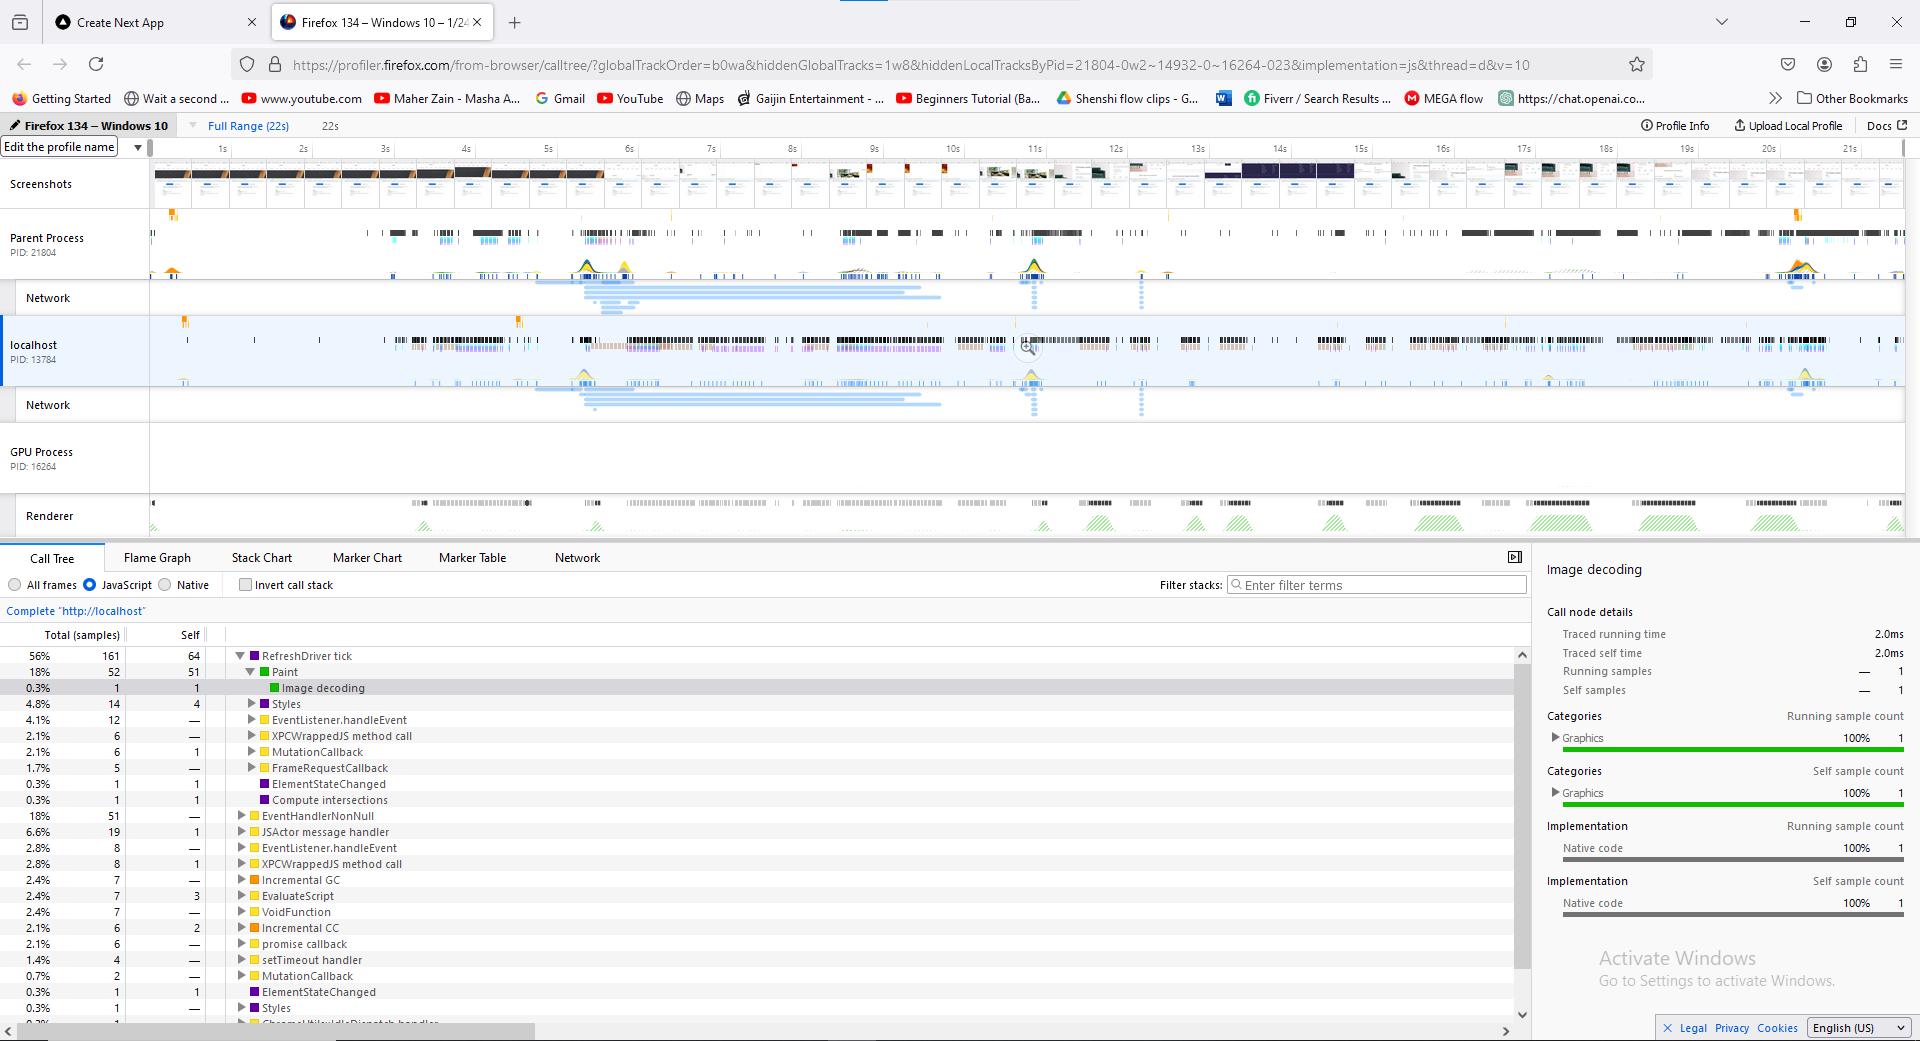 Create Next App
Firefox 134 – Windows 10 – 1/24
https://profiler.firefox.com/from-browser/calltree/?globalTrackOrder=b0wa&hiddenGlobalTracks=1w8&hiddenLocalTracksByPid=21804-0w2~14932-0~16264-023&implementation=js&thread=d&v=10
Getting Started
Wait a second ...
www.youtube.com
Maher Zain - Masha A...
Gmail
YouTube
Maps
Gaijin Entertainment - ...
Beginners Tutorial (Ba...
Shenshi flow clips - G...
Fiverr / Search Results ...
MEGA flow
https://chat.openai.co...
Other Bookmarks
Firefox 134 – Windows 10
Full Range (22s)
22s
Profile Info
Upload Local Profile
Docs
Edit the profile name
1s 2s 3s 4s 5s 6s 7s 8s 9s 10s 11s 12s 13s 14s 15s 16s 17s 18s 19s 20s 21s
Screenshots
Parent Process
PID: 21804
Network
localhost
PID: 13784
Network
GPU Process
PID: 16264
Renderer
Call Tree
Flame Graph
Stack Chart
Marker Chart
Marker Table
Network
All frames
JavaScript
Native
Invert call stack
Filter stacks:
Enter filter terms
Complete "http://localhost"
Total (samples) Self
56% 161 64 RefreshDriver tick
18% 52 51 Paint
0.3% 1 1 Image decoding
4.8% 14 4 Styles
4.1% 12 — EventListener.handleEvent
2.1% 6 — XPCWrappedJS method call
2.1% 6 1 MutationCallback
1.7% 5 — FrameRequestCallback
0.3% 1 1 ElementStateChanged
0.3% 1 1 Compute intersections
18% 51 — EventHandlerNonNull
6.6% 19 1 JSActor message handler
2.8% 8 — EventListener.handleEvent
2.8% 8 1 XPCWrappedJS method call
2.4% 7 — Incremental GC
2.4% 7 3 EvaluateScript
2.4% 7 — VoidFunction
2.1% 6 2 Incremental CC
2.1% 6 — promise callback
1.4% 4 — setTimeout handler
0.7% 2 — MutationCallback
0.3% 1 1 ElementStateChanged
0.3% 1 — Styles
Image decoding
Call node details
Traced running time 2.0ms
Traced self time 2.0ms
Running samples — 1
Self samples — 1
Categories Running sample count
Graphics 100% 1
Categories Self sample count
Graphics 100% 1
Implementation Running sample count
Native code 100% 1
Implementation Self sample count
Native code 100% 1
Activate Windows
Go to Settings to activate Windows.
Legal
Privacy
Cookies
English (US)